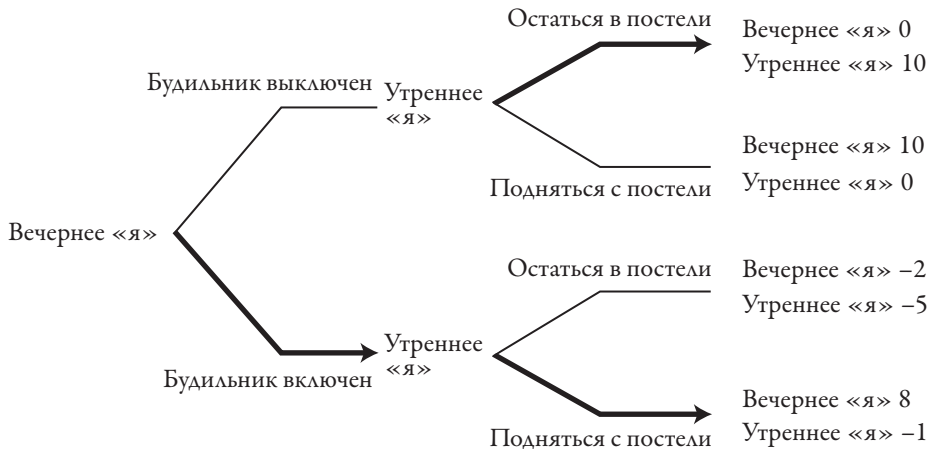 Остаться в постели
Вечернее «я» 0
Утреннее «я» 10
Будильник выключен
Утреннее
«я»
Вечернее «я» 10
Подняться с постели
Утреннее «я» 0
Вечернее «я»
Остаться в постели
Вечернее «я» –2
Утреннее «я» –5
Утреннее
«я»
Будильник включен
Вечернее «я» 8
Подняться с постели
Утреннее «я» –1